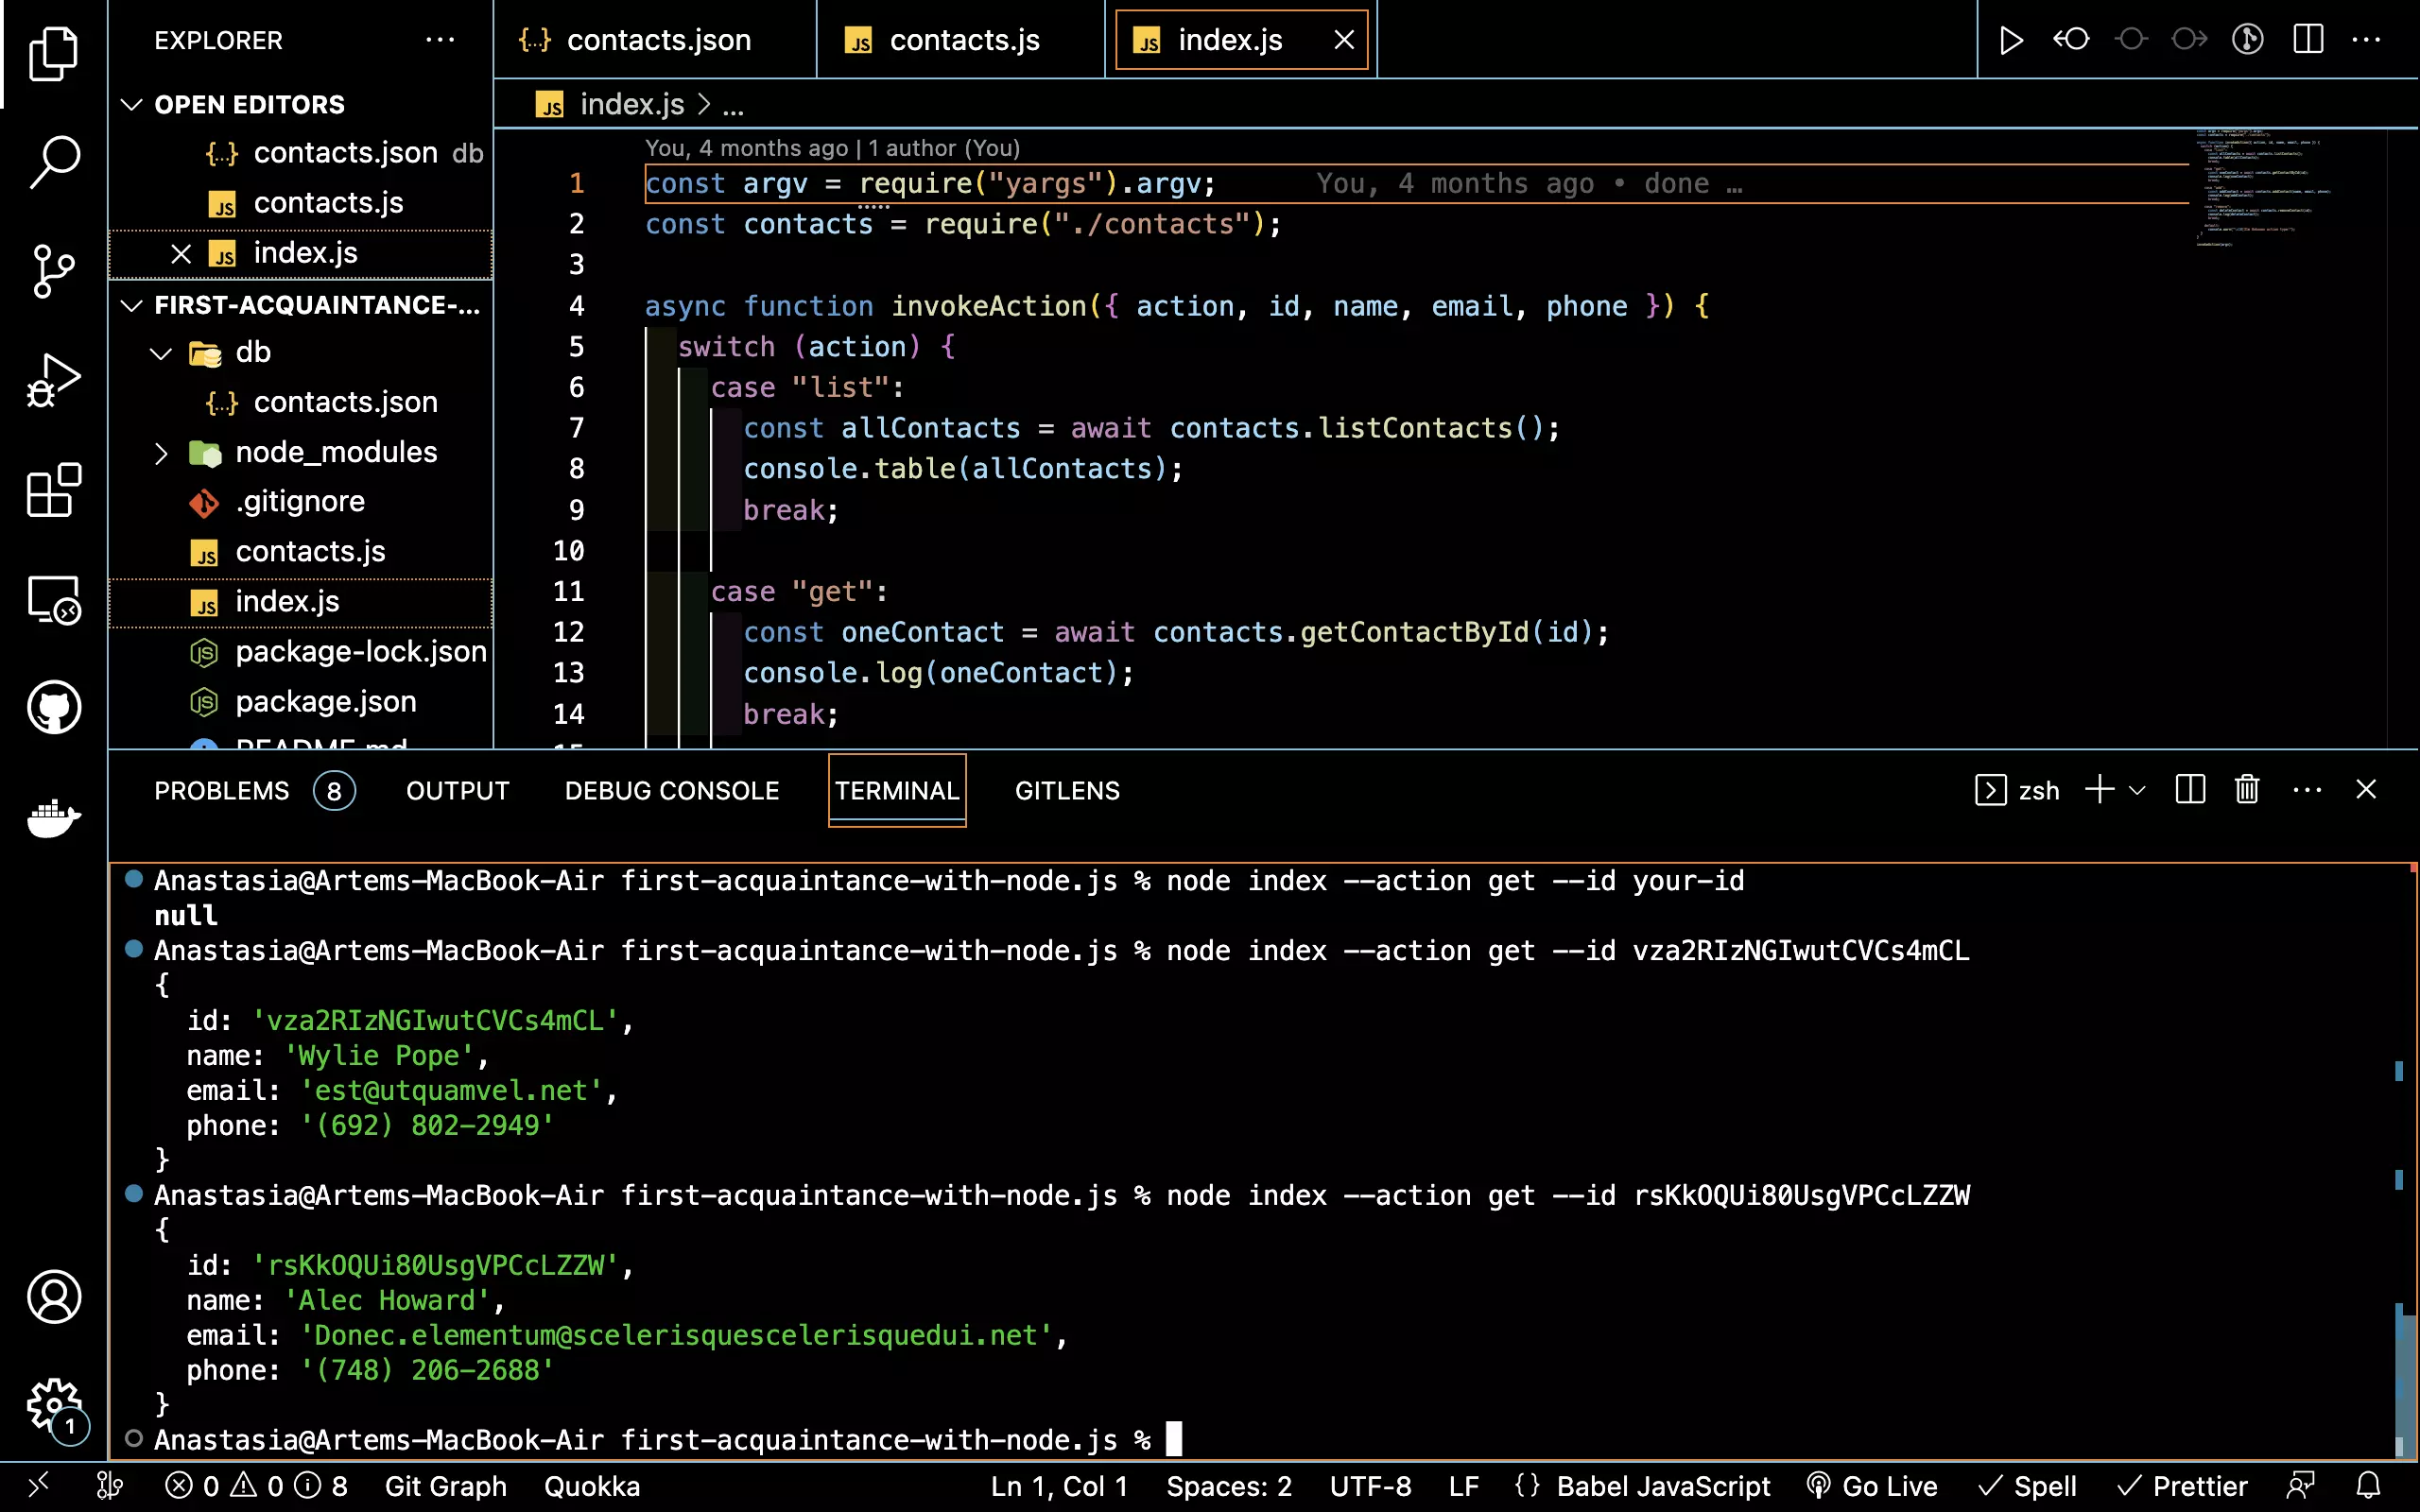 EXPLORER
OPEN EDITORS
contacts.json db
contacts.js
index.js
FIRST-ACQUAINTANCE-...
db
contacts.json
node_modules
.gitignore
contacts.js
index.js
package-lock.json
package.json
README.md
contacts.json
contacts.js
index.js
index.js > ...
You, 4 months ago | 1 author (You)
1 const argv = require("yargs").argv; You, 4 months ago • done …
2 const contacts = require("./contacts");
3
4 async function invokeAction({ action, id, name, email, phone }) {
5 switch (action) {
6 case "list":
7 const allContacts = await contacts.listContacts();
8 console.table(allContacts);
9 break;
10
11 case "get":
12 const oneContact = await contacts.getContactById(id);
13 console.log(oneContact);
14 break;
15
PROBLEMS 8 OUTPUT DEBUG CONSOLE TERMINAL GITLENS
zsh
Anastasia@Artems-MacBook-Air first-acquaintance-with-node.js % node index --action get --id your-id
null
Anastasia@Artems-MacBook-Air first-acquaintance-with-node.js % node index --action get --id vza2RIzNGIwutCVCs4mCL
{
id: 'vza2RIzNGIwutCVCs4mCL',
name: 'Wylie Pope',
email: 'est@utquamvel.net',
phone: '(692) 802-2949'
}
Anastasia@Artems-MacBook-Air first-acquaintance-with-node.js % node index --action get --id rsKkOQUi80UsgVPCcLZZW
{
id: 'rsKkOQUi80UsgVPCcLZZW',
name: 'Alec Howard',
email: 'Donec.elementum@scelerisquescelerisquedui.net',
phone: '(748) 206-2688'
}
Anastasia@Artems-MacBook-Air first-acquaintance-with-node.js %
1
0 0 8 Git Graph Quokka Ln 1, Col 1 Spaces: 2 UTF-8 LF {} Babel JavaScript Go Live Spell Prettier